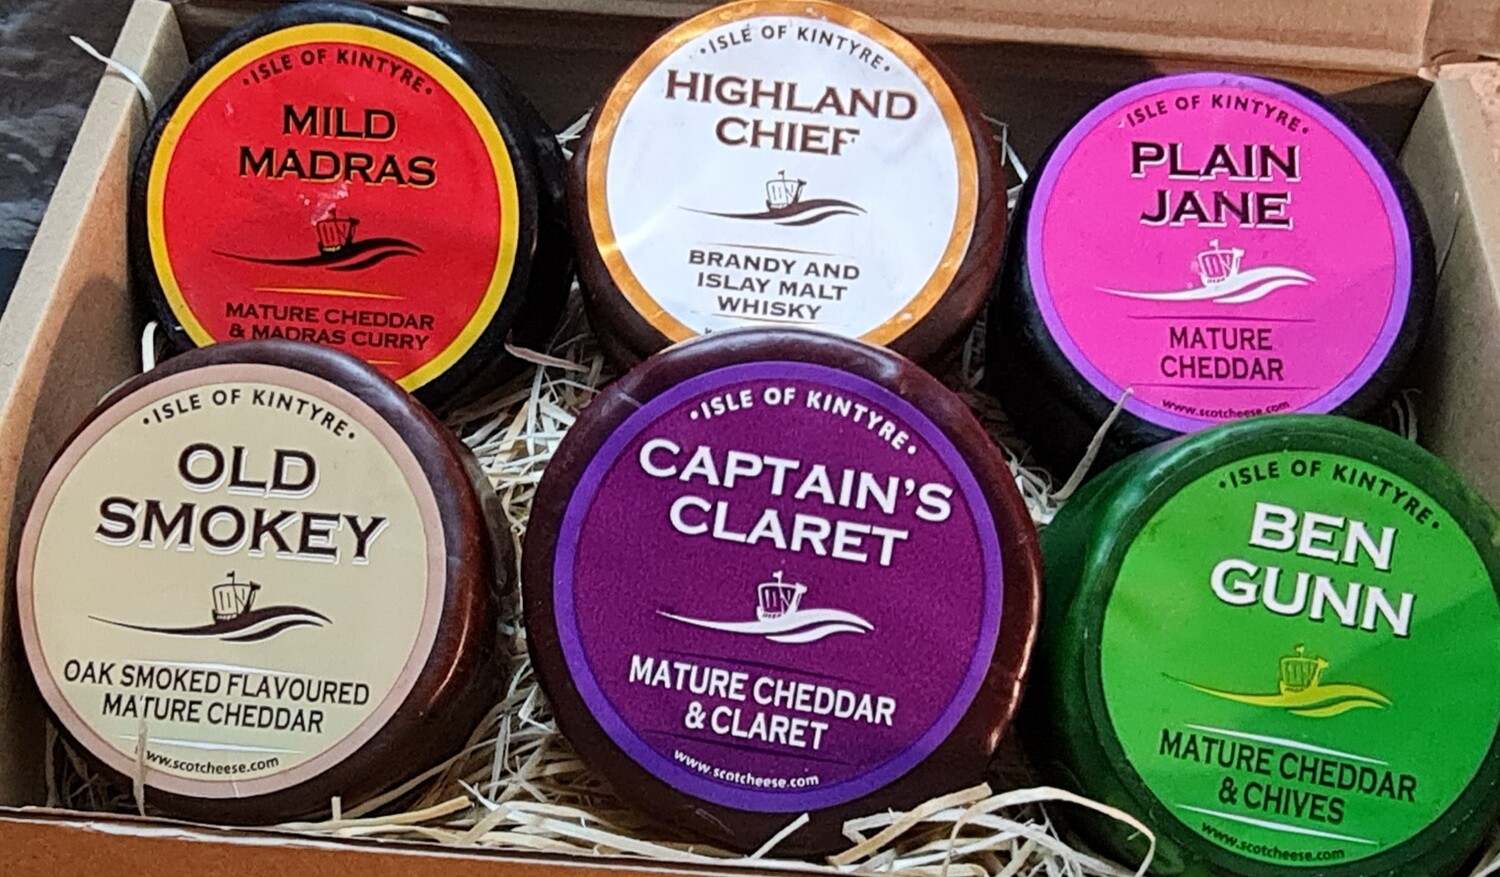 ·ISLE OF KINTYRE·
MILD
MADRAS
MATURE CHEDDAR
& MADRAS CURRY
·ISLE OF KINTYRE·
HIGHLAND
CHIEF
BRANDY AND
ISLAY MALT
WHISKY
·ISLE OF KINTYRE·
PLAIN
JANE
MATURE
CHEDDAR
www.scotcheese.com
·ISLE OF KINTYRE·
OLD
SMOKEY
OAK SMOKED FLAVOURED
MATURE CHEDDAR
www.scotcheese.com
·ISLE OF KINTYRE·
CAPTAIN'S
CLARET
MATURE CHEDDAR
& CLARET
www.scotcheese.com
·ISLE OF KINTYRE·
BEN
GUNN
MATURE CHEDDAR
& CHIVES
www.scotcheese.com